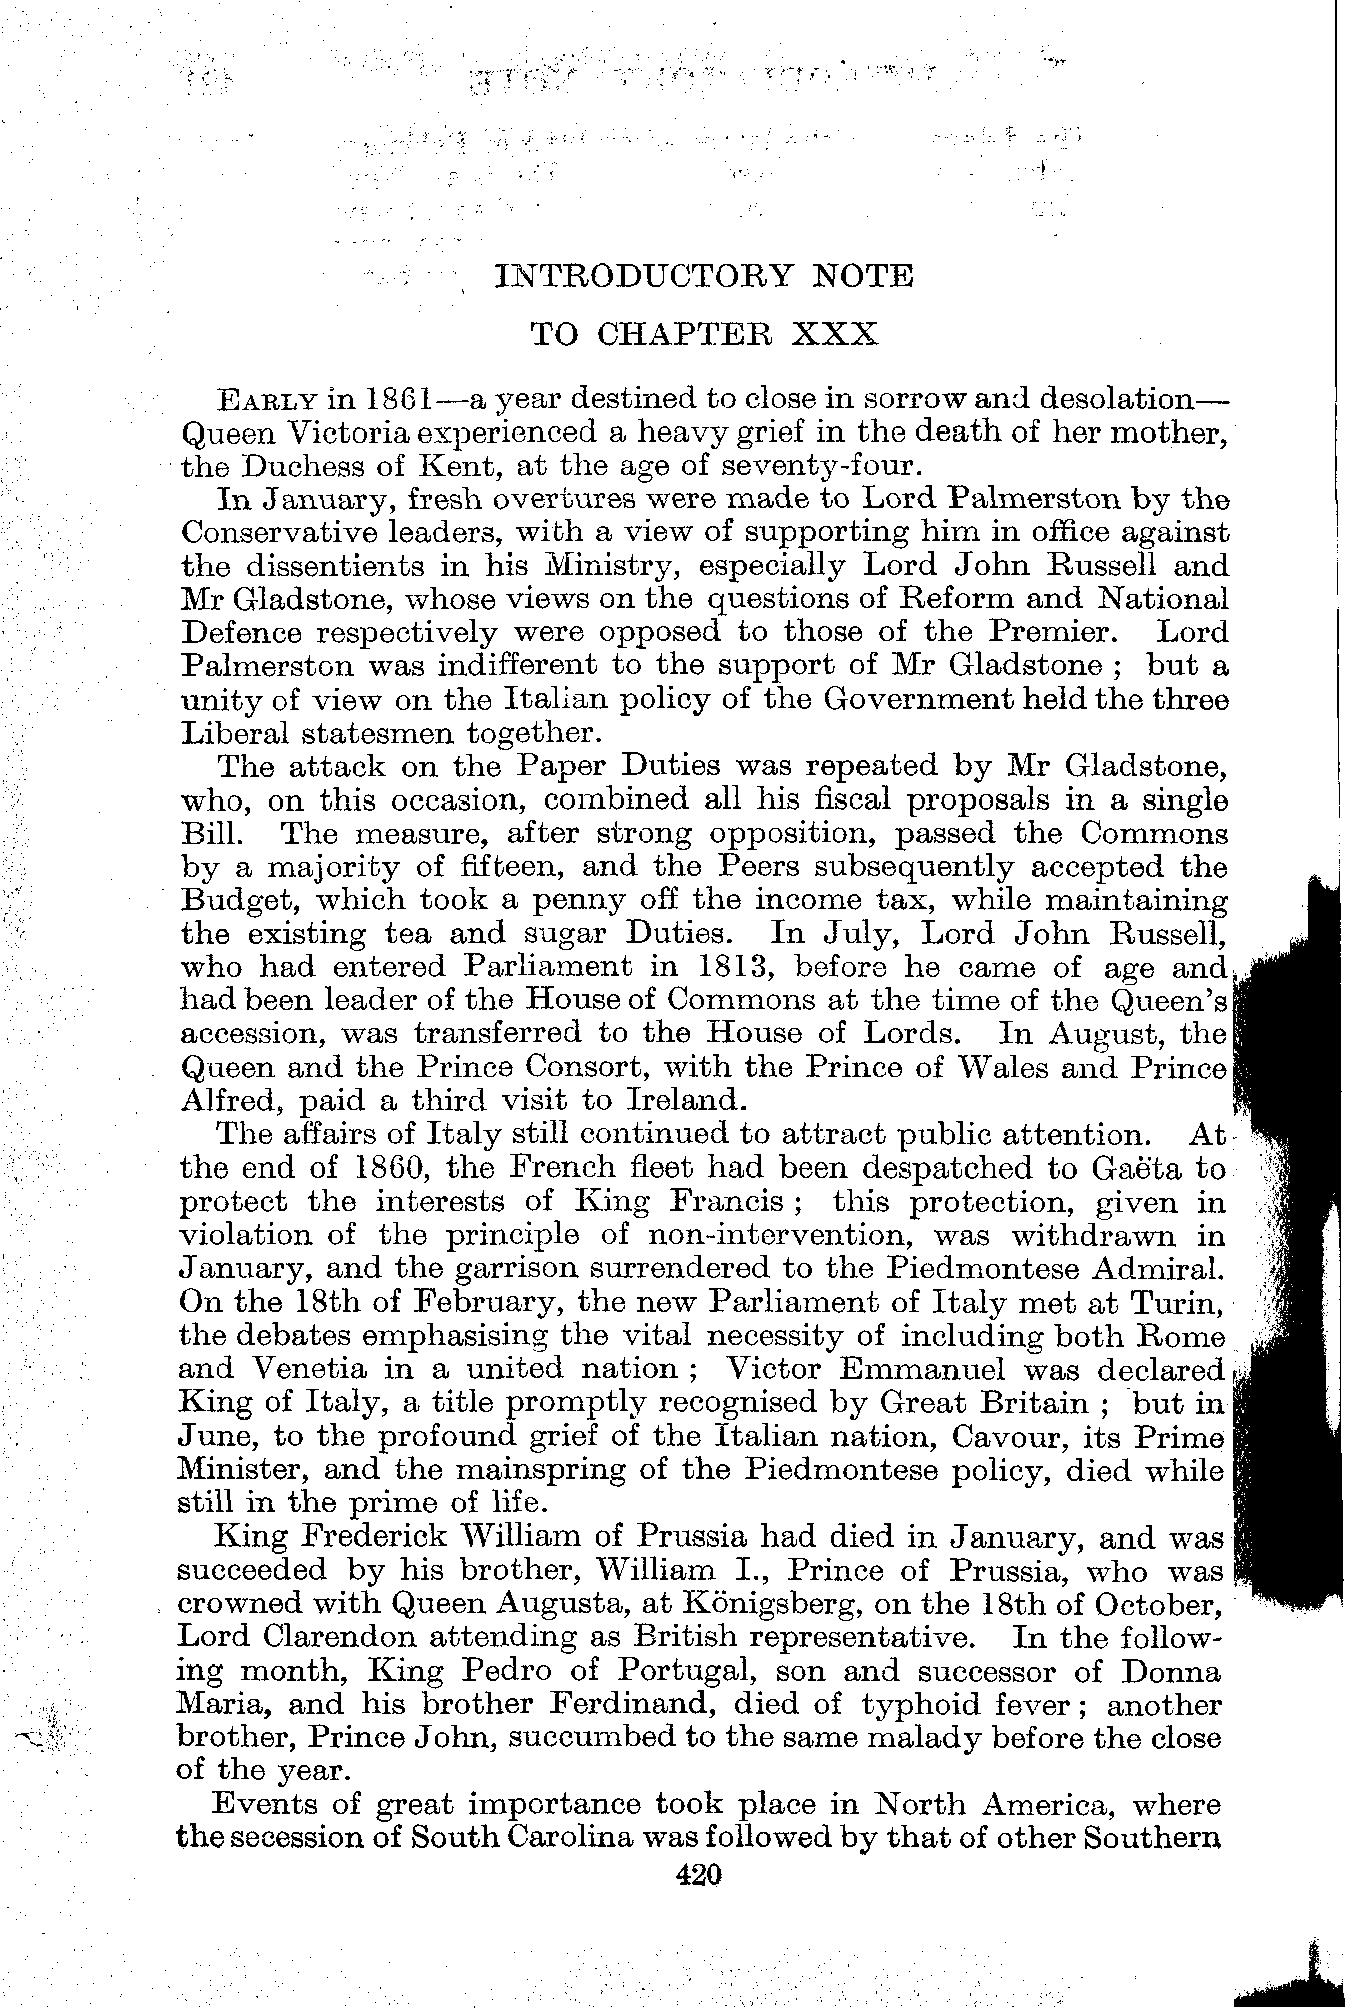 INTRODUCTORY NOTE
TO CHAPTER XXX
EARLY in 1861—a year destined to close in sorrow and desolation—
Queen Victoria experienced a heavy grief in the death of her mother,
the Duchess of Kent, at the age of seventy-four.
In January, fresh overtures were made to Lord Palmerston by the
Conservative leaders, with a view of supporting him in office against
the dissentients in his Ministry, especially Lord John Russell and
Mr Gladstone, whose views on the questions of Reform and National
Defence respectively were opposed to those of the Premier. Lord
Palmerston was indifferent to the support of Mr Gladstone ; but a
unity of view on the Italian policy of the Government held the three
Liberal statesmen together.
The attack on the Paper Duties was repeated by Mr Gladstone,
who, on this occasion, combined all his fiscal proposals in a single
Bill. The measure, after strong opposition, passed the Commons
by a majority of fifteen, and the Peers subsequently accepted the
Budget, which took a penny off the income tax, while maintaining
the existing tea and sugar Duties. In July, Lord John Russell,
who had entered Parliament in 1813, before he came of age and
had been leader of the House of Commons at the time of the Queen's
accession, was transferred to the House of Lords. In August, the
Queen and the Prince Consort, with the Prince of Wales and Prince
Alfred, paid a third visit to Ireland.
The affairs of Italy still continued to attract public attention. At
the end of 1860, the French fleet had been despatched to Gaëta to
protect the interests of King Francis ; this protection, given in
violation of the principle of non-intervention, was withdrawn in
January, and the garrison surrendered to the Piedmontese Admiral.
On the 18th of February, the new Parliament of Italy met at Turin,
the debates emphasising the vital necessity of including both Rome
and Venetia in a united nation ; Victor Emmanuel was declared
King of Italy, a title promptly recognised by Great Britain ; but in
June, to the profound grief of the Italian nation, Cavour, its Prime
Minister, and the mainspring of the Piedmontese policy, died while
still in the prime of life.
King Frederick William of Prussia had died in January, and was
succeeded by his brother, William I., Prince of Prussia, who was
crowned with Queen Augusta, at Königsberg, on the 18th of October,
Lord Clarendon attending as British representative. In the follow-
ing month, King Pedro of Portugal, son and successor of Donna
Maria, and his brother Ferdinand, died of typhoid fever ; another
brother, Prince John, succumbed to the same malady before the close
of the year.
Events of great importance took place in North America, where
the secession of South Carolina was followed by that of other Southern
420